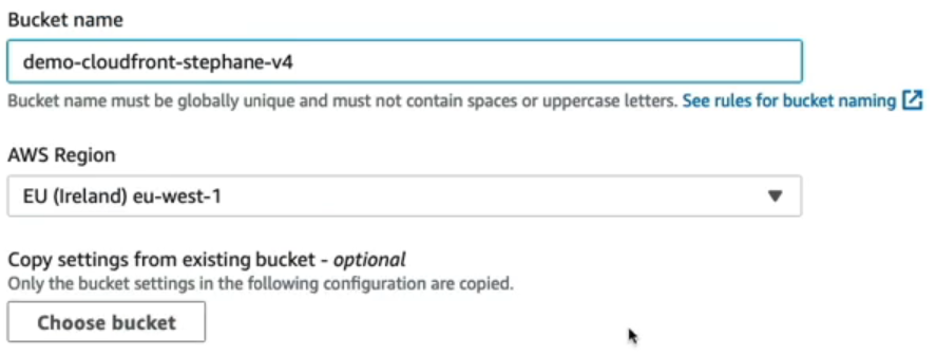 Bucket name
demo-cloudfront-stephane-v4
Bucket name must be globally unique and must not contain spaces or uppercase letters. See rules for bucket naming
AWS Region
EU (Ireland) eu-west-1
Copy settings from existing bucket - optional
Only the bucket settings in the following configuration are copied.
Choose bucket